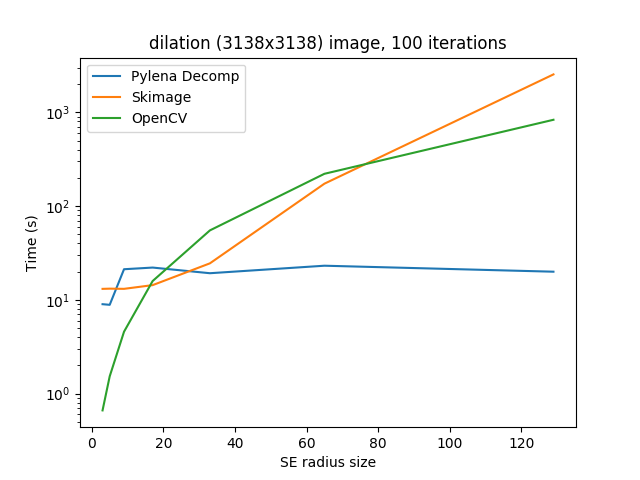 dilation (3138x3138) image, 100 iterations
Pylena Decomp
Skimage
OpenCV
Time (s)
10³
10²
10¹
10⁰
0 20 40 60 80 100 120
SE radius size